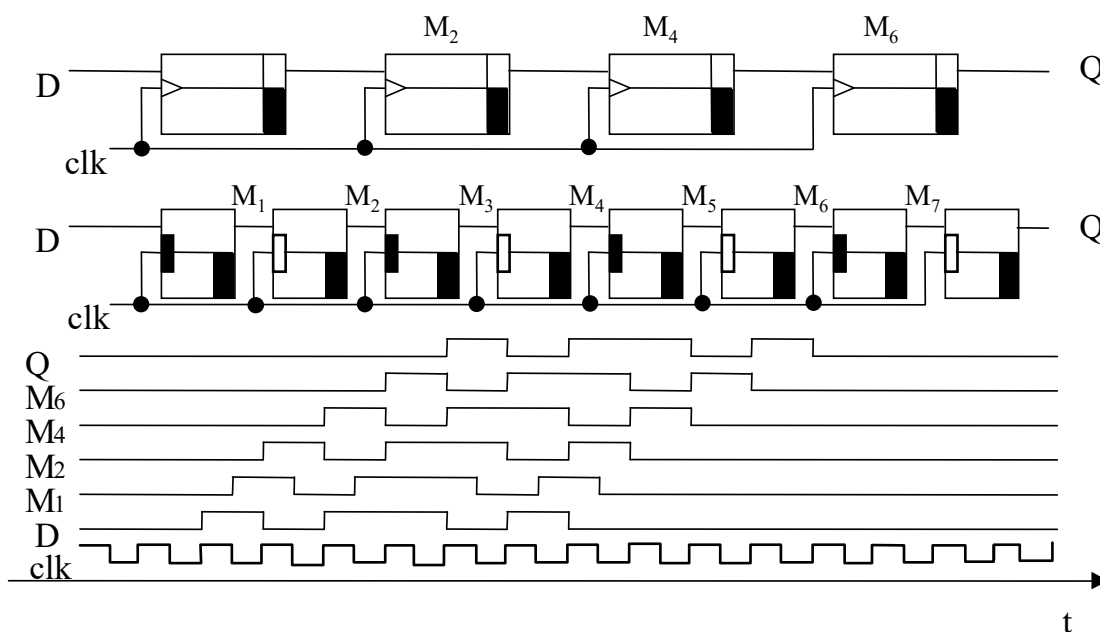 M2 M4 M6
D Q
clk
M1 M2 M3 M4 M5 M6 M7
D Q
clk
Q
M6
M4
M2
M1
D
clk
t